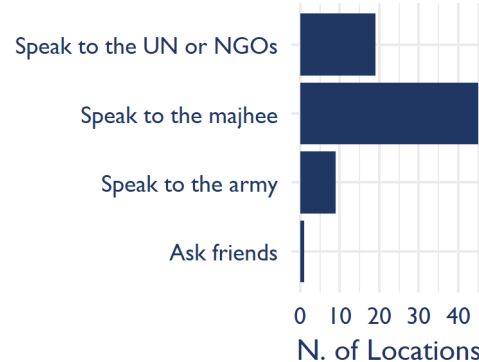 Speak to the UN or NGOs
Speak to the majhee
Speak to the army
Ask friends
0 10 20 30 40
N. of Locations